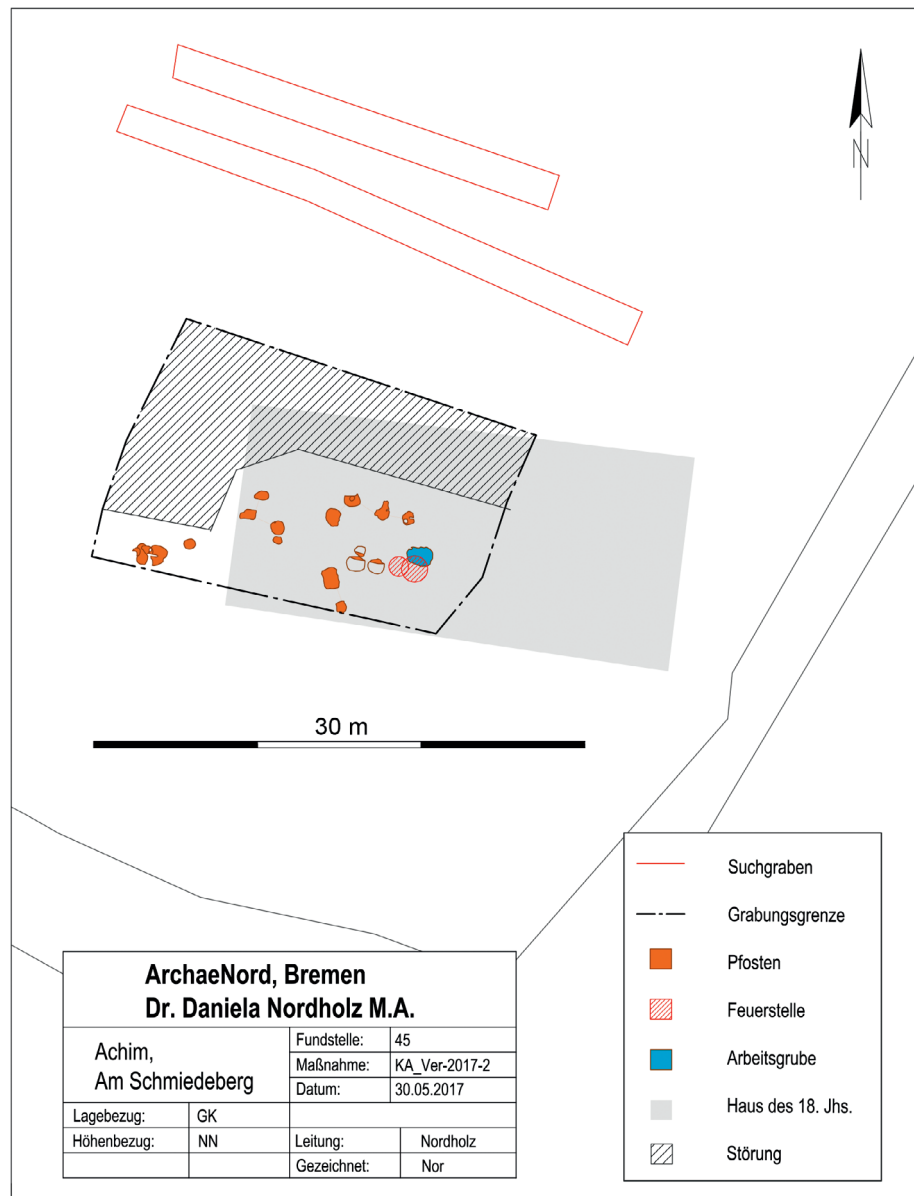 N
30 m
Suchgraben
Grabungsgrenze
Pfosten
Feuerstelle
Arbeitsgrube
Haus des 18. Jhs.
Störung
ArchaeNord, Bremen
Dr. Daniela Nordholz M.A.
Achim,
Am Schmiedeberg
Fundstelle: 45
Maßnahme: KA_Ver-2017-2
Datum: 30.05.2017
Lagebezug: GK
Höhenbezug: NN Leitung: Nordholz
Gezeichnet: Nor